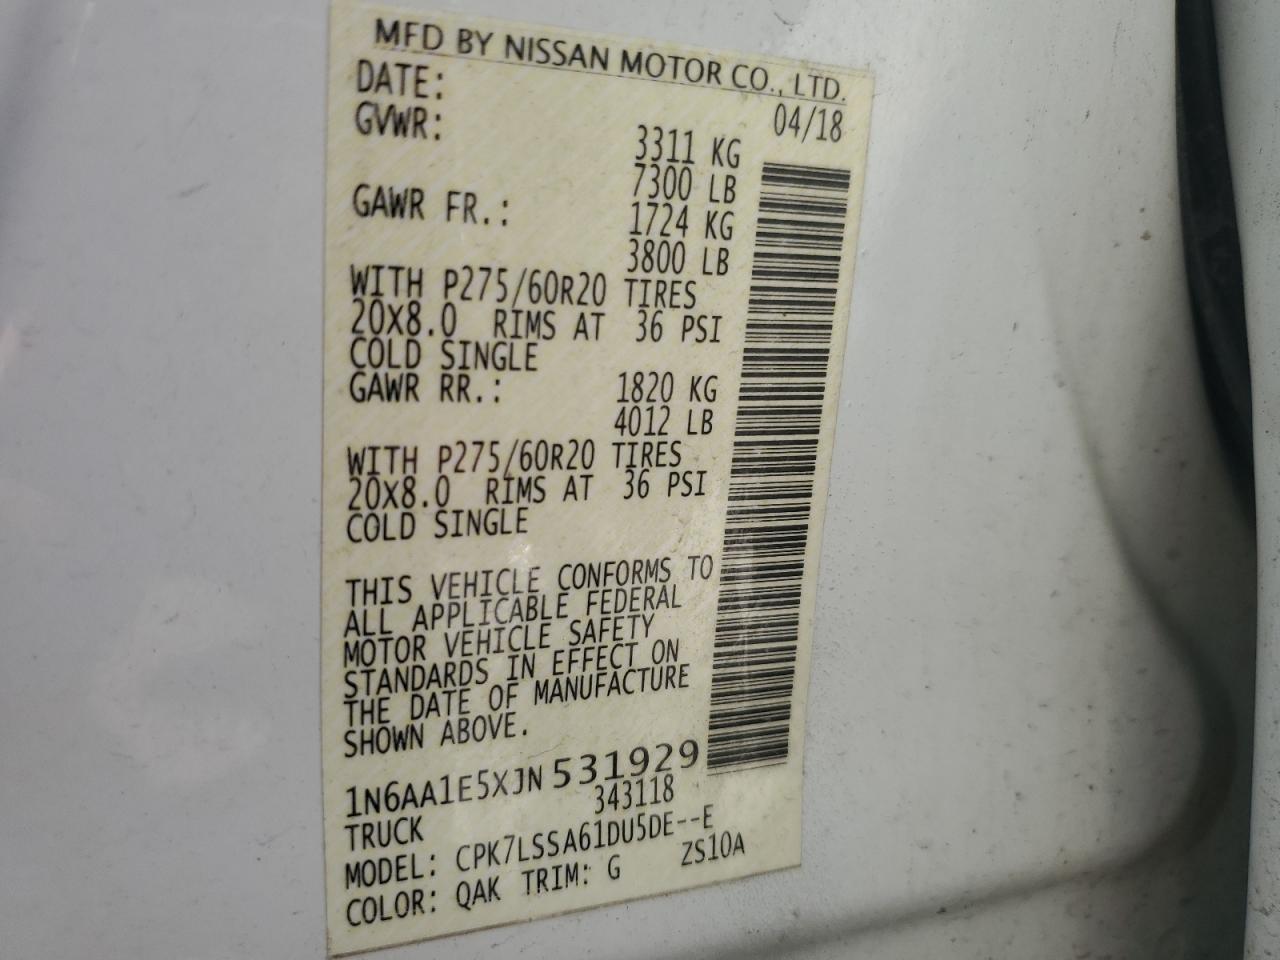 MFD BY NISSAN MOTOR CO., LTD.
DATE: 04/18
GVWR: 3311 KG
7300 LB
GAWR FR.: 1724 KG
3800 LB
WITH P275/60R20 TIRES
20X8.0 RIMS AT 36 PSI
COLD SINGLE
GAWR RR.: 1820 KG
4012 LB
WITH P275/60R20 TIRES
20X8.0 RIMS AT 36 PSI
COLD SINGLE
THIS VEHICLE CONFORMS TO
ALL APPLICABLE FEDERAL
MOTOR VEHICLE SAFETY
STANDARDS IN EFFECT ON
THE DATE OF MANUFACTURE
SHOWN ABOVE.
1N6AA1E5XJN531929
343118
TRUCK
MODEL: CPK7LSSA61DU5DE--E
COLOR: QAK TRIM: G ZS10A